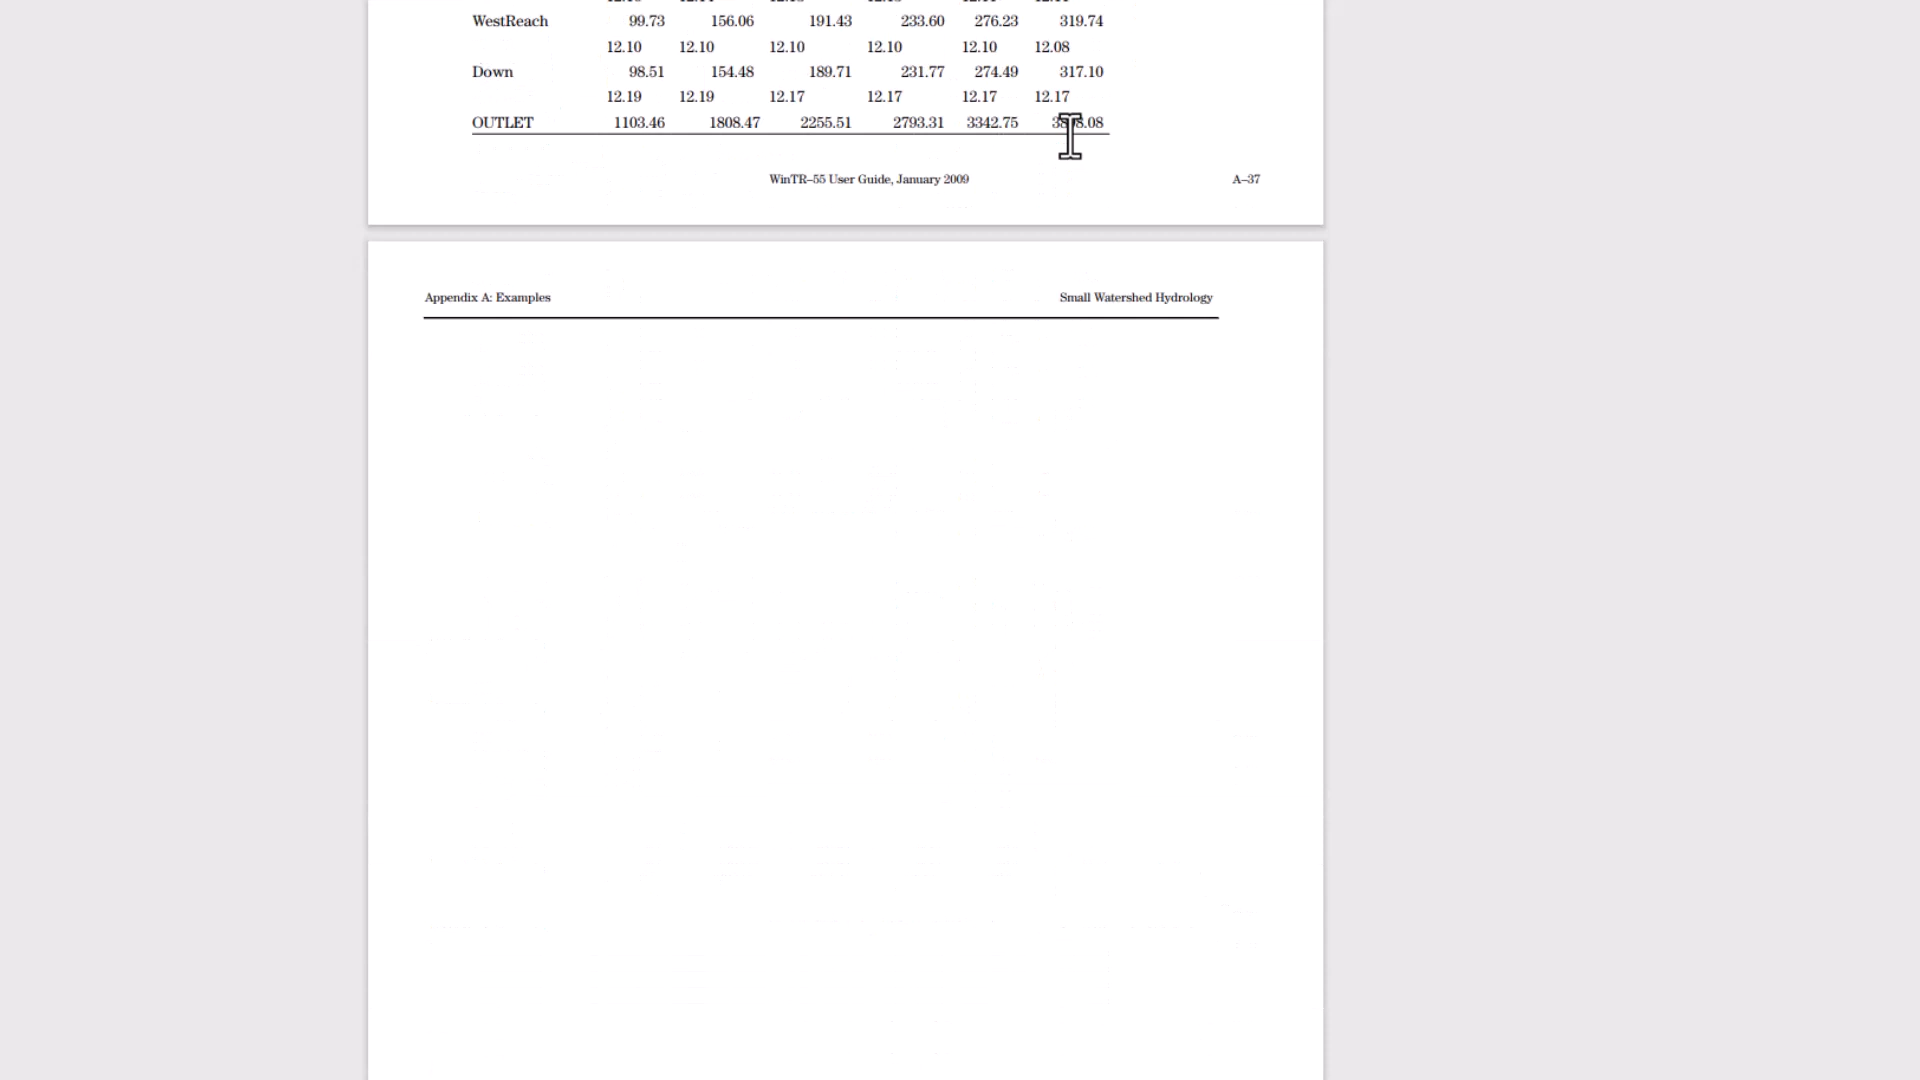 WestReach 99.73 156.06 191.43 233.60 276.23 319.74
12.10 12.10 12.10 12.10 12.10 12.08
Down 98.51 154.48 189.71 231.77 274.49 317.10
12.19 12.19 12.17 12.17 12.17 12.17
OUTLET 1103.46 1808.47 2255.51 2793.31 3342.75
WinTR–55 User Guide, January 2009 A–37
Appendix A: Examples Small Watershed Hydrology